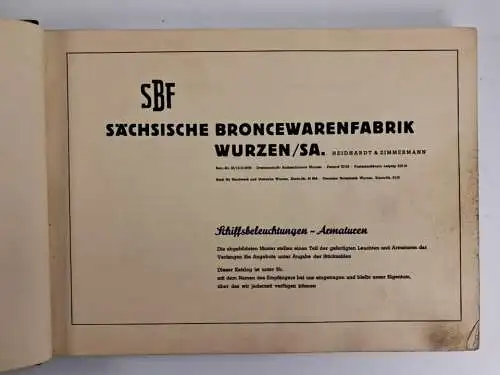 SBF
SÄCHSISCHE BRONCEWARENFABRIK
WURZEN/SA. NEIDHARDT & ZIMMERMANN
Schiffsbeleuchtungen - Armaturen
Die abgebildeten Muster stellen einen Teil der gefertigten Leuchten und Armaturen dar
Verlangen Sie Angebote unter Angabe der Stückzahlen
Dieser Katalog ist unter Nr.
mit dem Namen des Empfängers bei uns eingetragen und bleibt unser Eigentum,
über das wir jederzeit verfügen können